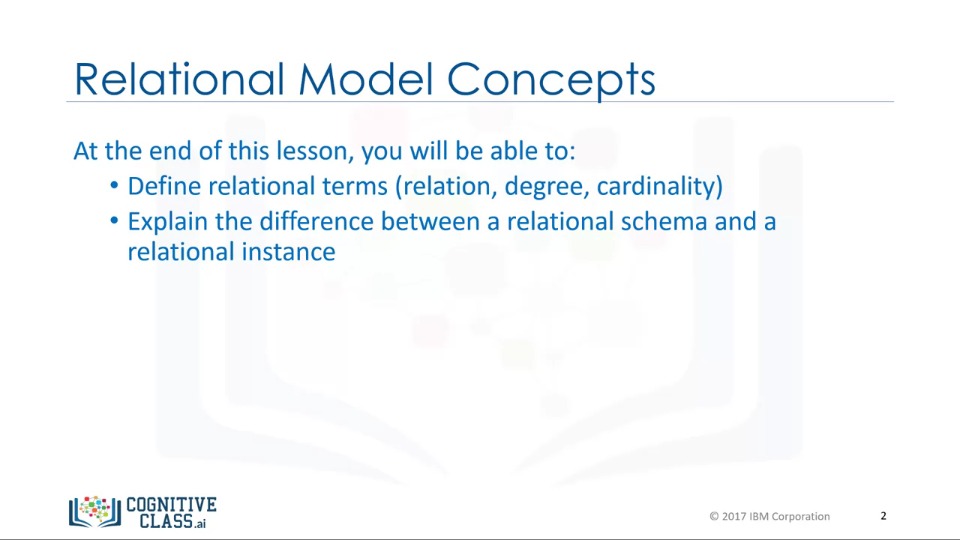 Relational Model Concepts
At the end of this lesson, you will be able to:
• Define relational terms (relation, degree, cardinality)
• Explain the difference between a relational schema and a
relational instance
COGNITIVE
CLASS.ai
© 2017 IBM Corporation
2